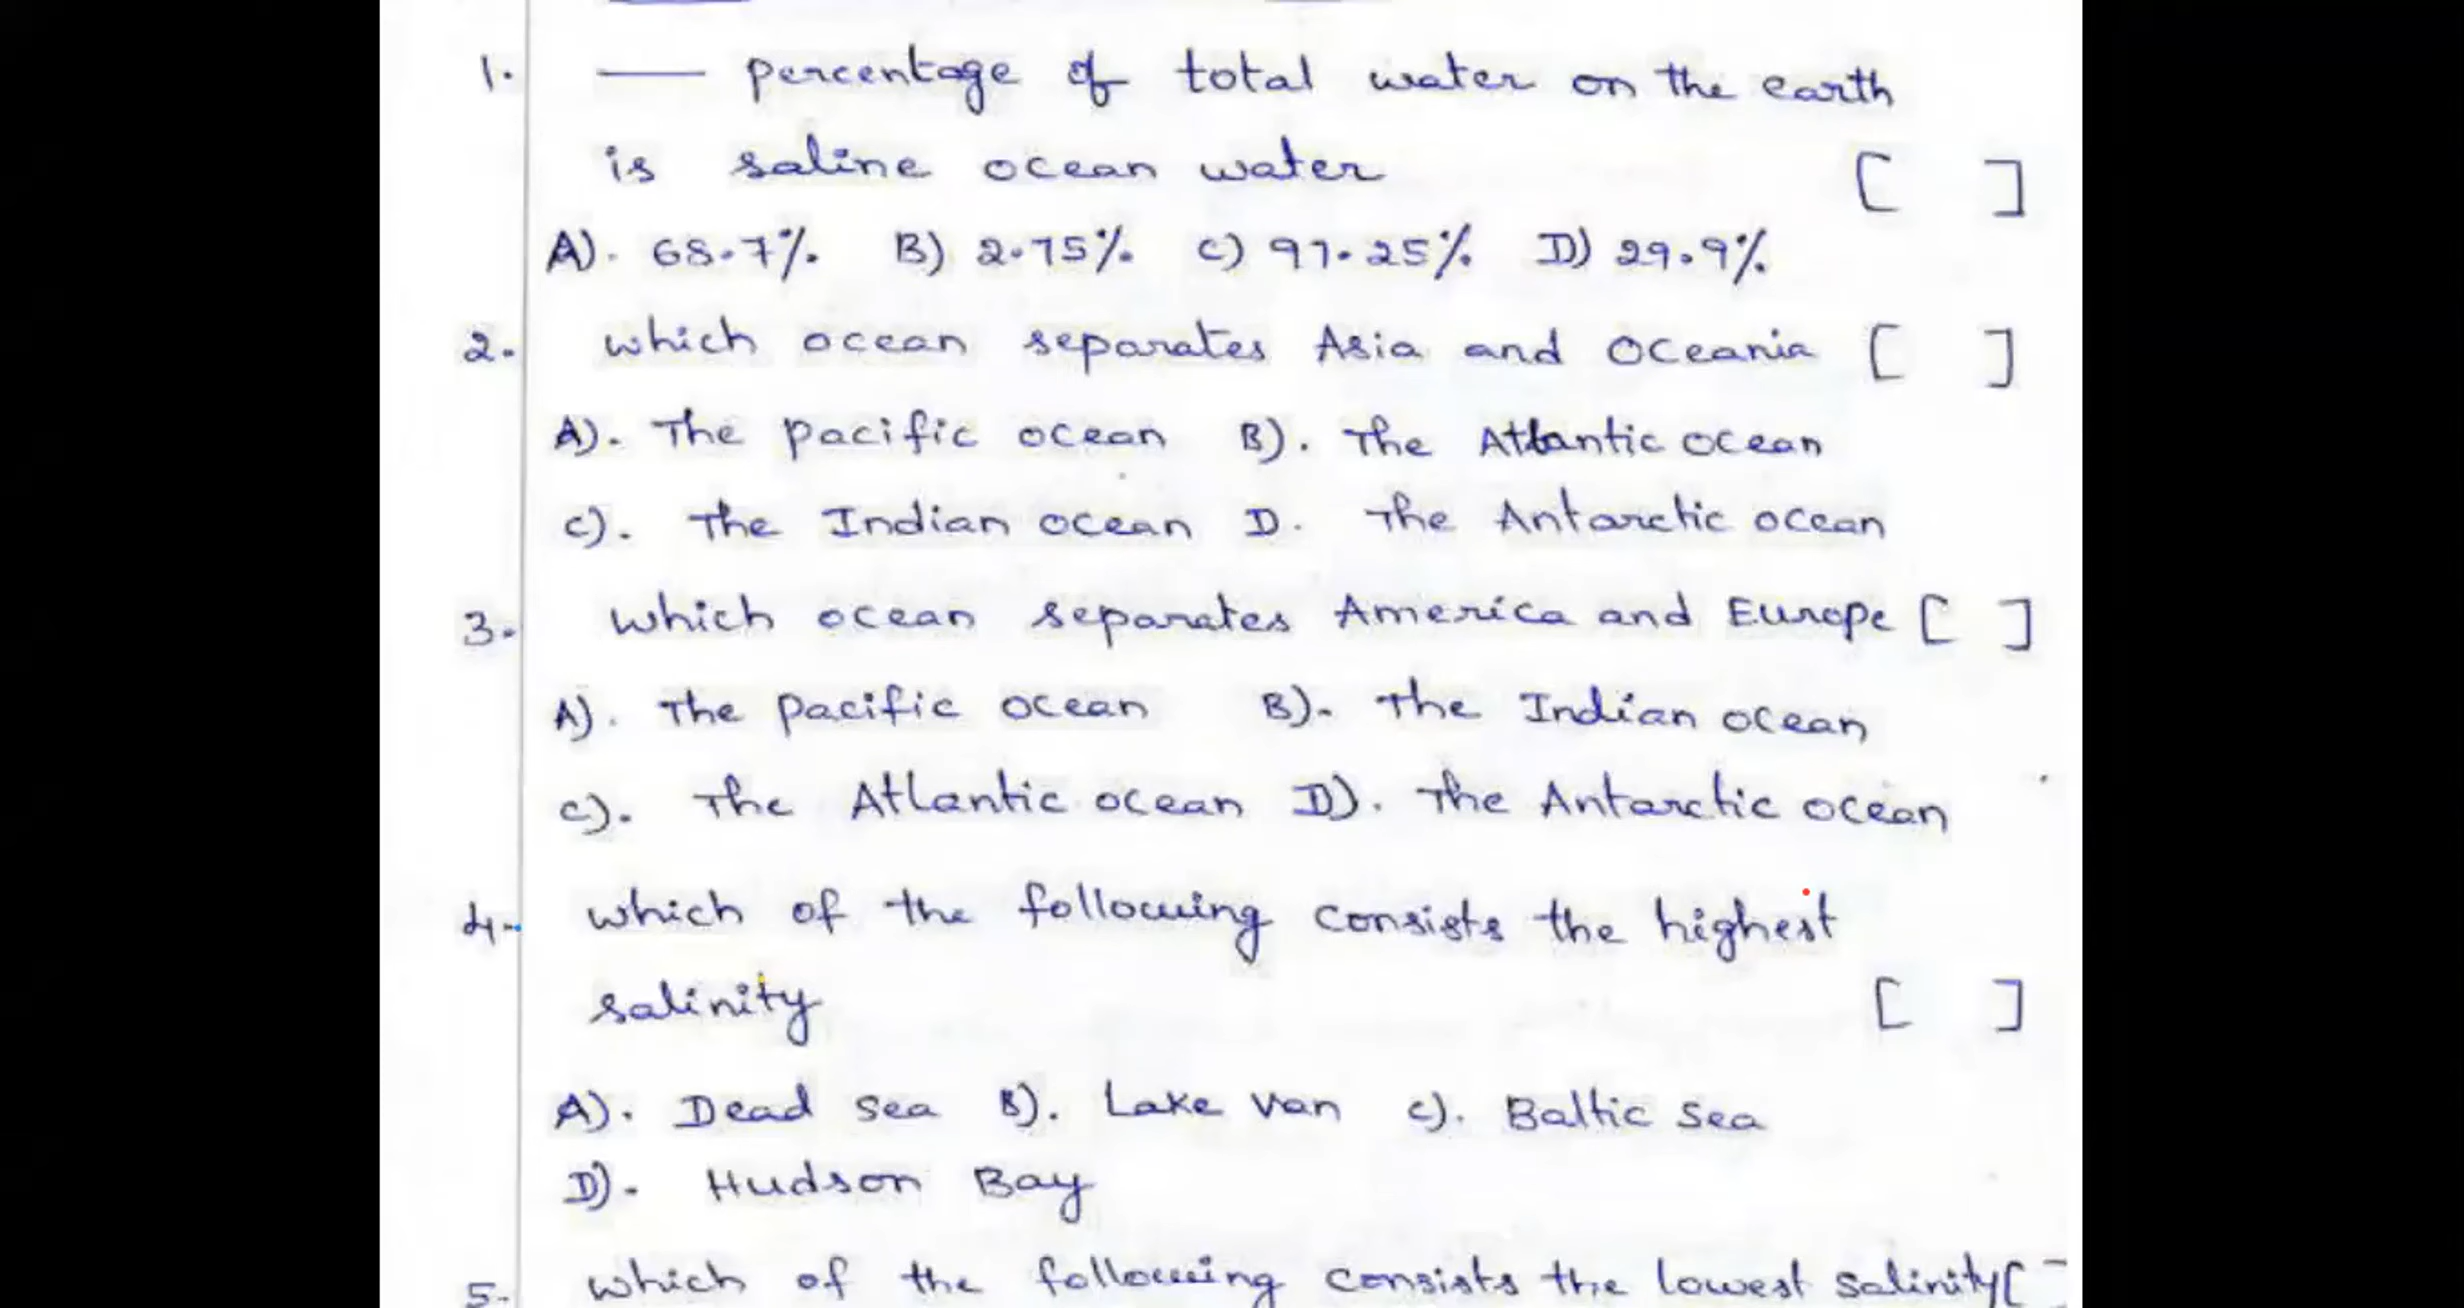 1. — percentage of total water on the earth
is saline ocean water [ ]
A). 68.7% B) 2.75% C) 97.25% D) 29.9%
2. which ocean separates Asia and Oceania [ ]
A). The pacific ocean B). The Atlantic ocean
C). The Indian ocean D. The Antarctic ocean
3. which ocean separates America and Europe [ ]
A). The pacific ocean B). The Indian ocean
C). The Atlantic ocean D). The Antarctic ocean
4. which of the following consists the highest
salinity [ ]
A). Dead sea B). Lake van C). Baltic sea
D). Hudson Bay
5. which of the following consists the lowest salinity [